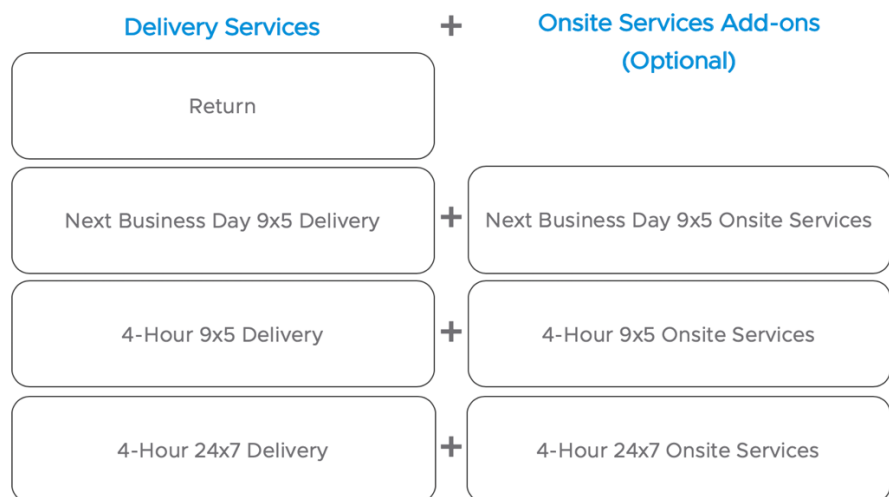 Delivery Services + Onsite Services Add-ons
(Optional)
Return
Next Business Day 9x5 Delivery + Next Business Day 9x5 Onsite Services
4-Hour 9x5 Delivery + 4-Hour 9x5 Onsite Services
4-Hour 24x7 Delivery + 4-Hour 24x7 Onsite Services